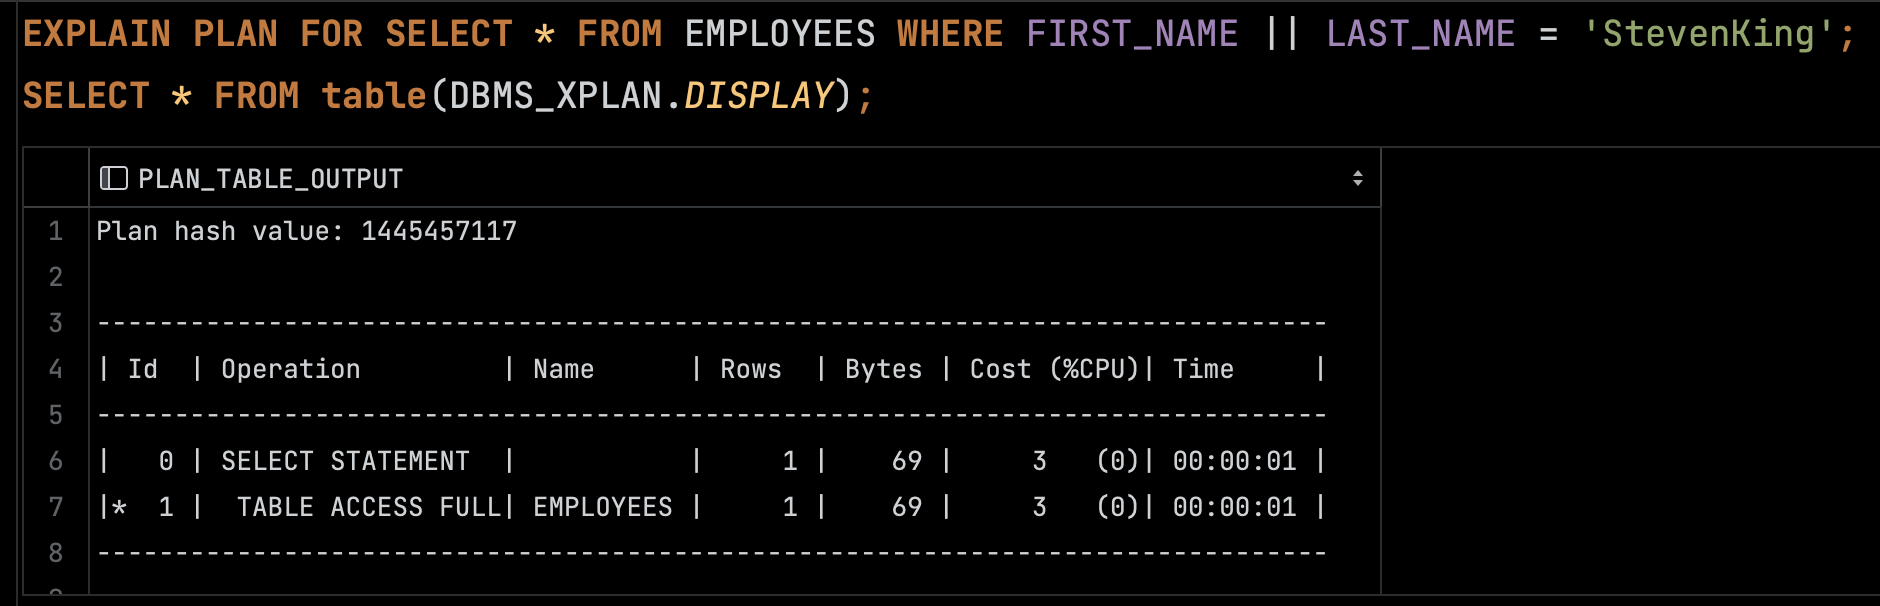 EXPLAIN PLAN FOR SELECT * FROM EMPLOYEES WHERE FIRST_NAME || LAST_NAME = 'StevenKing';
SELECT * FROM table(DBMS_XPLAN.DISPLAY);
PLAN_TABLE_OUTPUT
1 Plan hash value: 1445457117
2
3 -------------------------------------------------------------------------------
4 | Id  | Operation         | Name      | Rows  | Bytes | Cost (%CPU)| Time     |
5 -------------------------------------------------------------------------------
6 |   0 | SELECT STATEMENT  |           |     1 |    69 |     3   (0)| 00:00:01 |
7 |*  1 |  TABLE ACCESS FULL| EMPLOYEES |     1 |    69 |     3   (0)| 00:00:01 |
8 -------------------------------------------------------------------------------